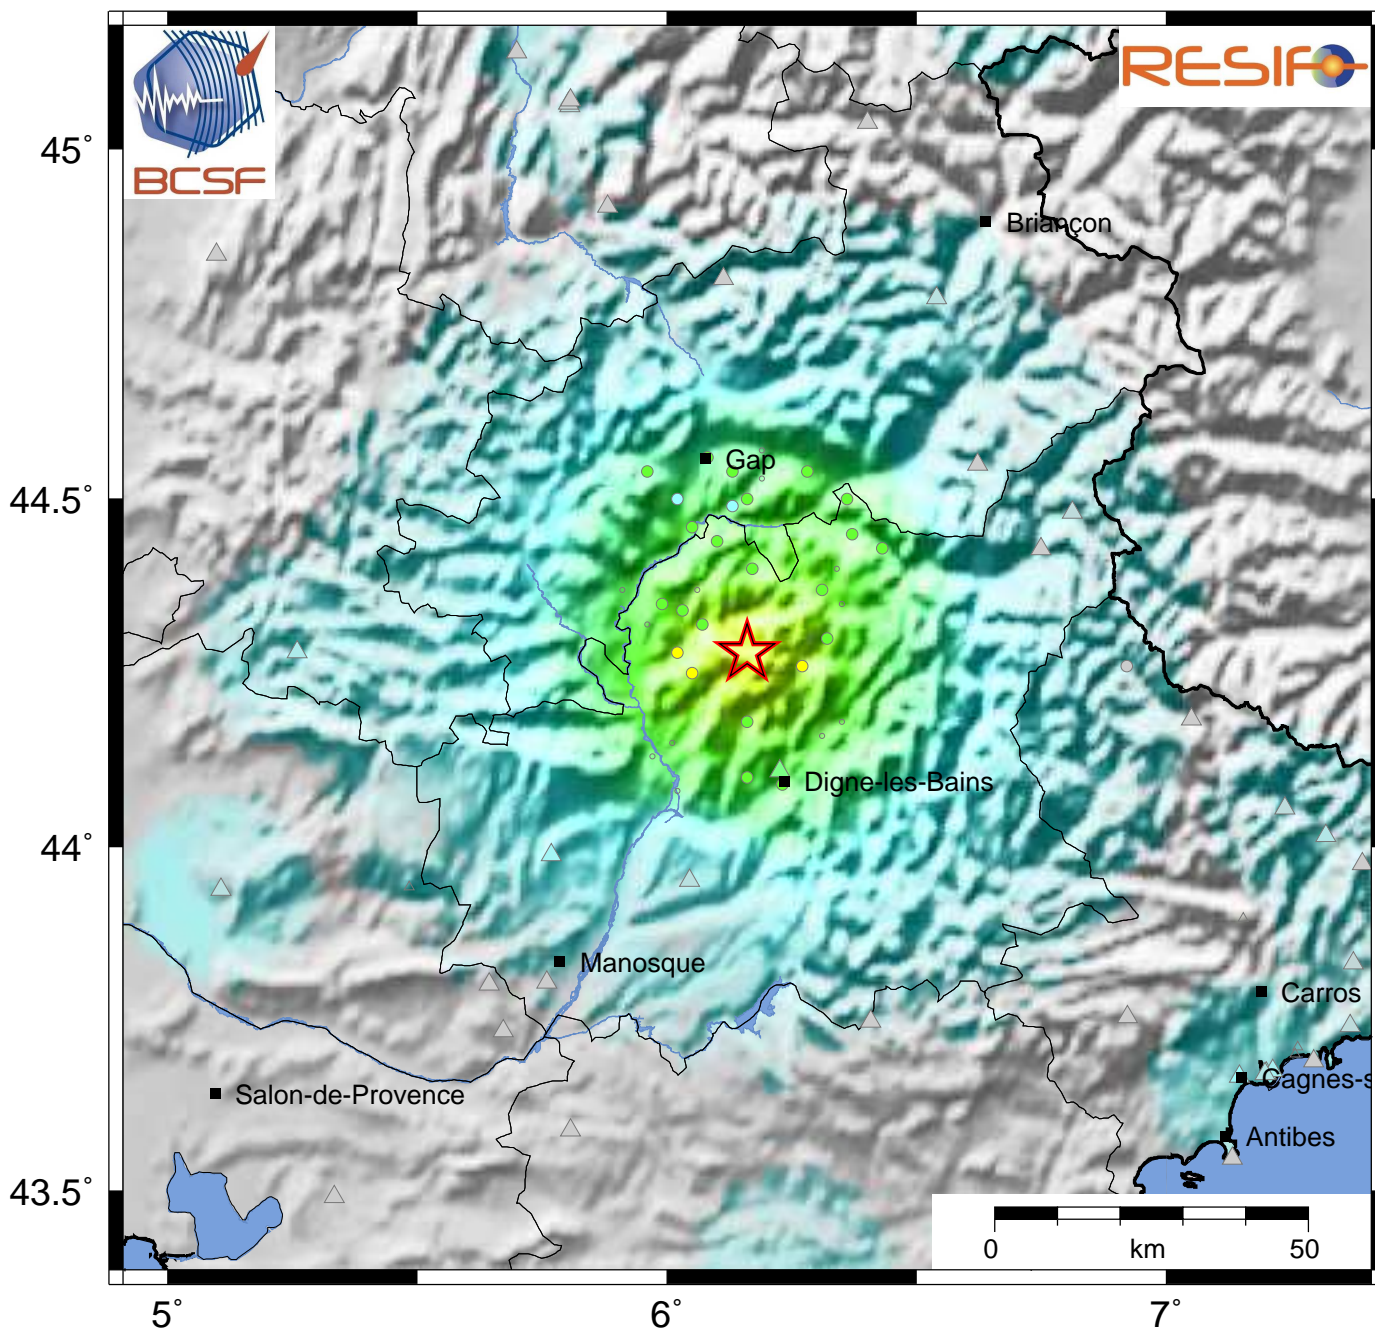 BCSF
RESIF
45°
Briançon
Gap
44.5°
Digne-les-Bains
44°
Manosque
Carros
Cagnes-s
Salon-de-Provence
Antibes
43.5°
0 km 50
5° 6° 7°